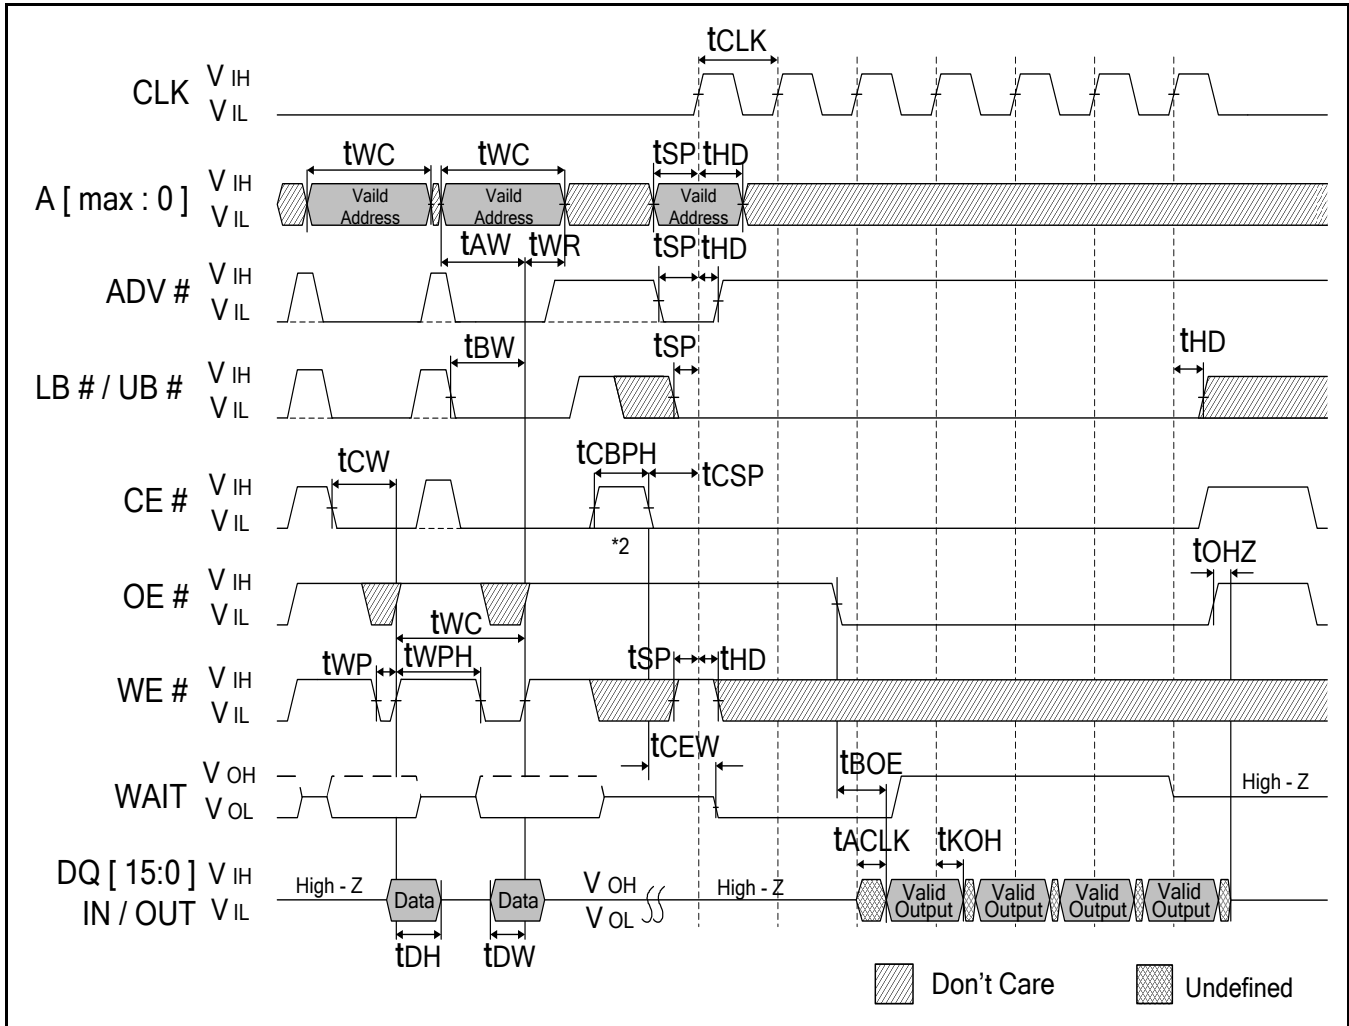 tCLK
CLK V IH
V IL
tWC tWC tSP tHD
A [ max : 0 ] V IH
V IL
Vaild Address Vaild Address Vaild Address
tAW tWR tSP tHD
ADV # V IH
V IL
tBW tSP tHD
LB # / UB # V IH
V IL
tCW tCBPH tCSP
CE # V IH
V IL
*2
tOHZ
OE # V IH
V IL
tWC
tWP tWPH tSP tHD
WE # V IH
V IL
tCEW tBOE
WAIT V OH
V OL
High - Z
tACLK tKOH
DQ [ 15:0 ] V IH
IN / OUT V IL
High - Z Data Data V OH
V OL
High - Z Valid Output Valid Output Valid Output Valid Output
tDH tDW
Don't Care Undefined